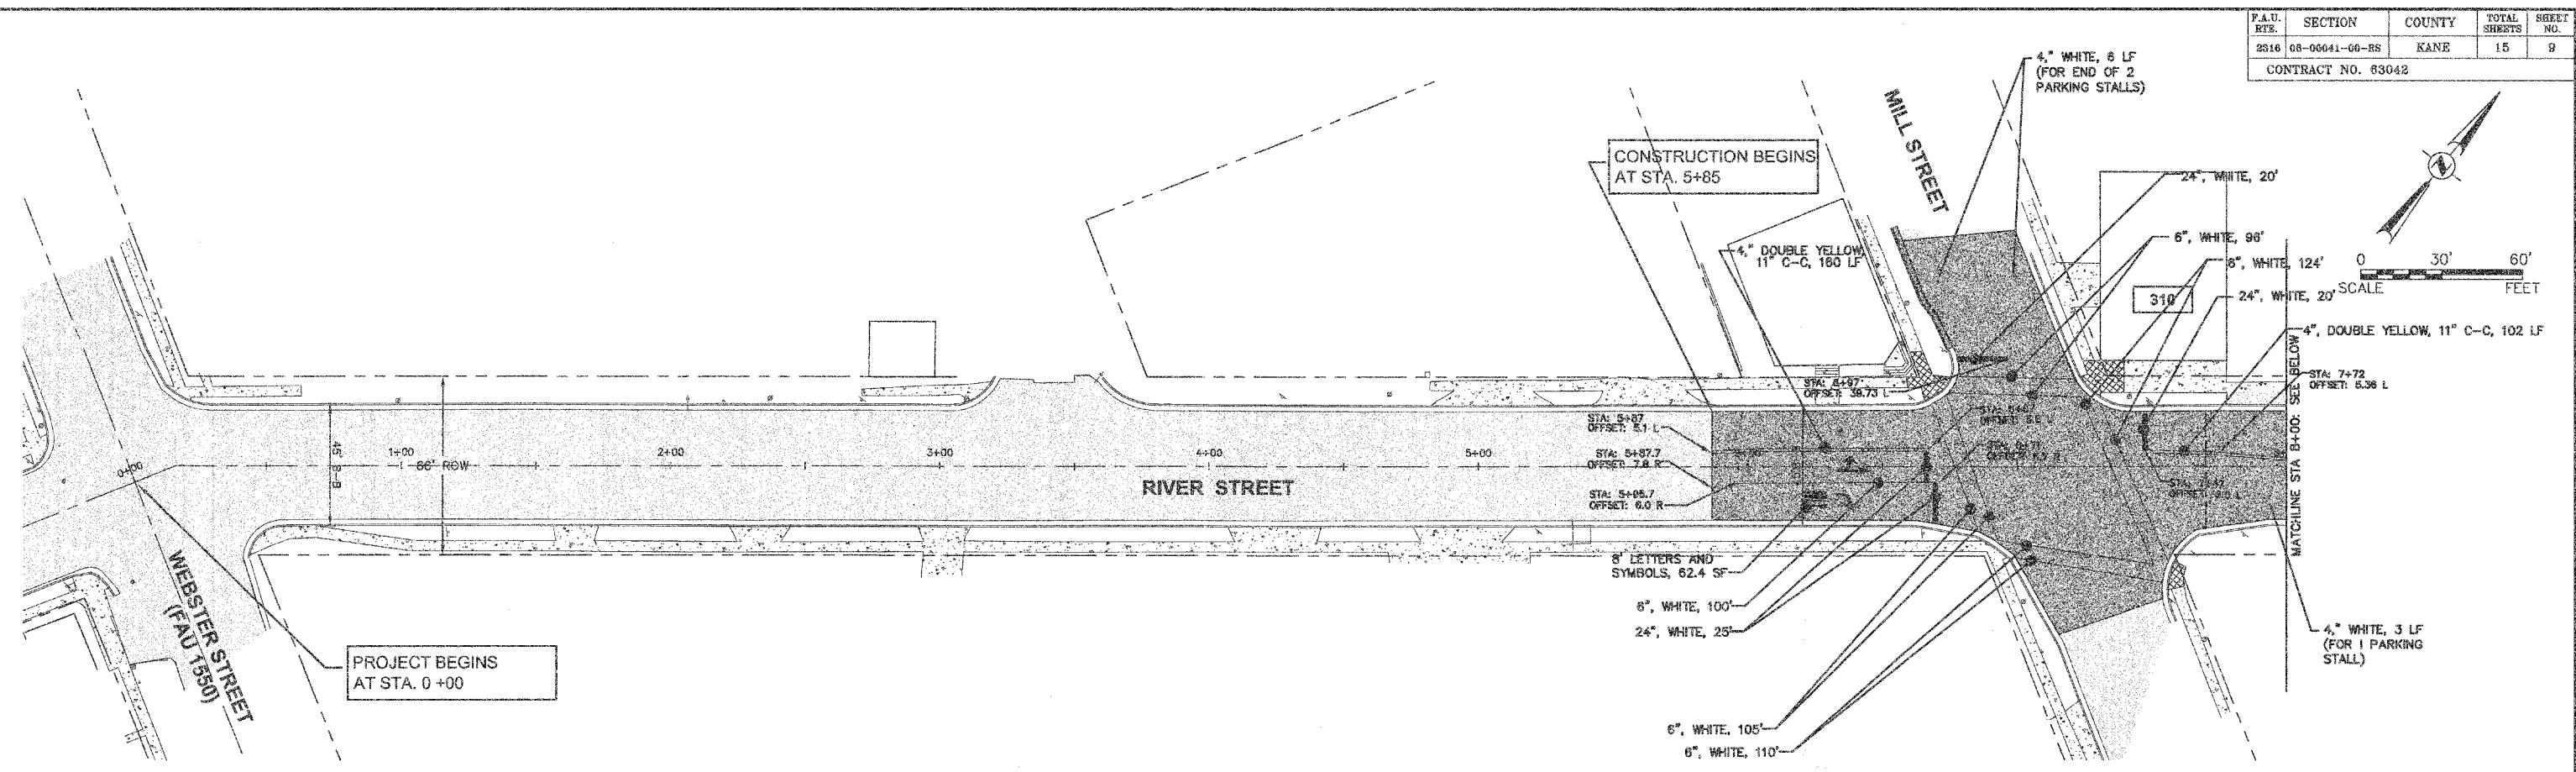 F.A.U. RTE. SECTION COUNTY TOTAL SHEETS SHEET NO.
2316 08-00041-00-RS KANE 15 9
CONTRACT NO. 63042
4," WHITE, 6 LF
(FOR END OF 2
PARKING STALLS)
MILL STREET
CONSTRUCTION BEGINS
AT STA. 5+85
24", WHITE, 20'
6", WHITE, 96'
6", WHITE, 124'
24", WHITE, 20'
310
0 30' 60'
SCALE FEET
4," DOUBLE YELLOW,
11" C-C, 160 LF
4", DOUBLE YELLOW, 11" C-C, 102 LF
STA: 7+72
OFFSET: 5.36 L
MATCHLINE STA 8+00: SEE BELOW
STA: 6+97
OFFSET: 39.73 L
STA: 5+87
OFFSET: 5.1 L
STA: 5+87.7
OFFSET: 7.8 R
STA: 5+95.7
OFFSET: 6.0 R
0+00
1+00
2+00
3+00
4+00
5+00
45' B-B
66' ROW
RIVER STREET
WEBSTER STREET
(FAU 1550)
PROJECT BEGINS
AT STA. 0 +00
8' LETTERS AND
SYMBOLS, 62.4 SF
6", WHITE, 100'
24", WHITE, 25'
6", WHITE, 105'
6", WHITE, 110'
4," WHITE, 3 LF
(FOR 1 PARKING
STALL)